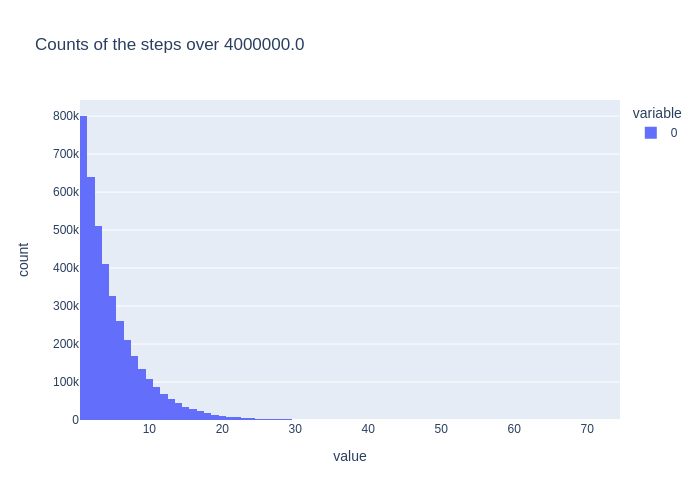 Counts of the steps over 4000000.0
variable
0
800k
700k
600k
500k
400k
300k
200k
100k
0
count
10
20
30
40
50
60
70
value